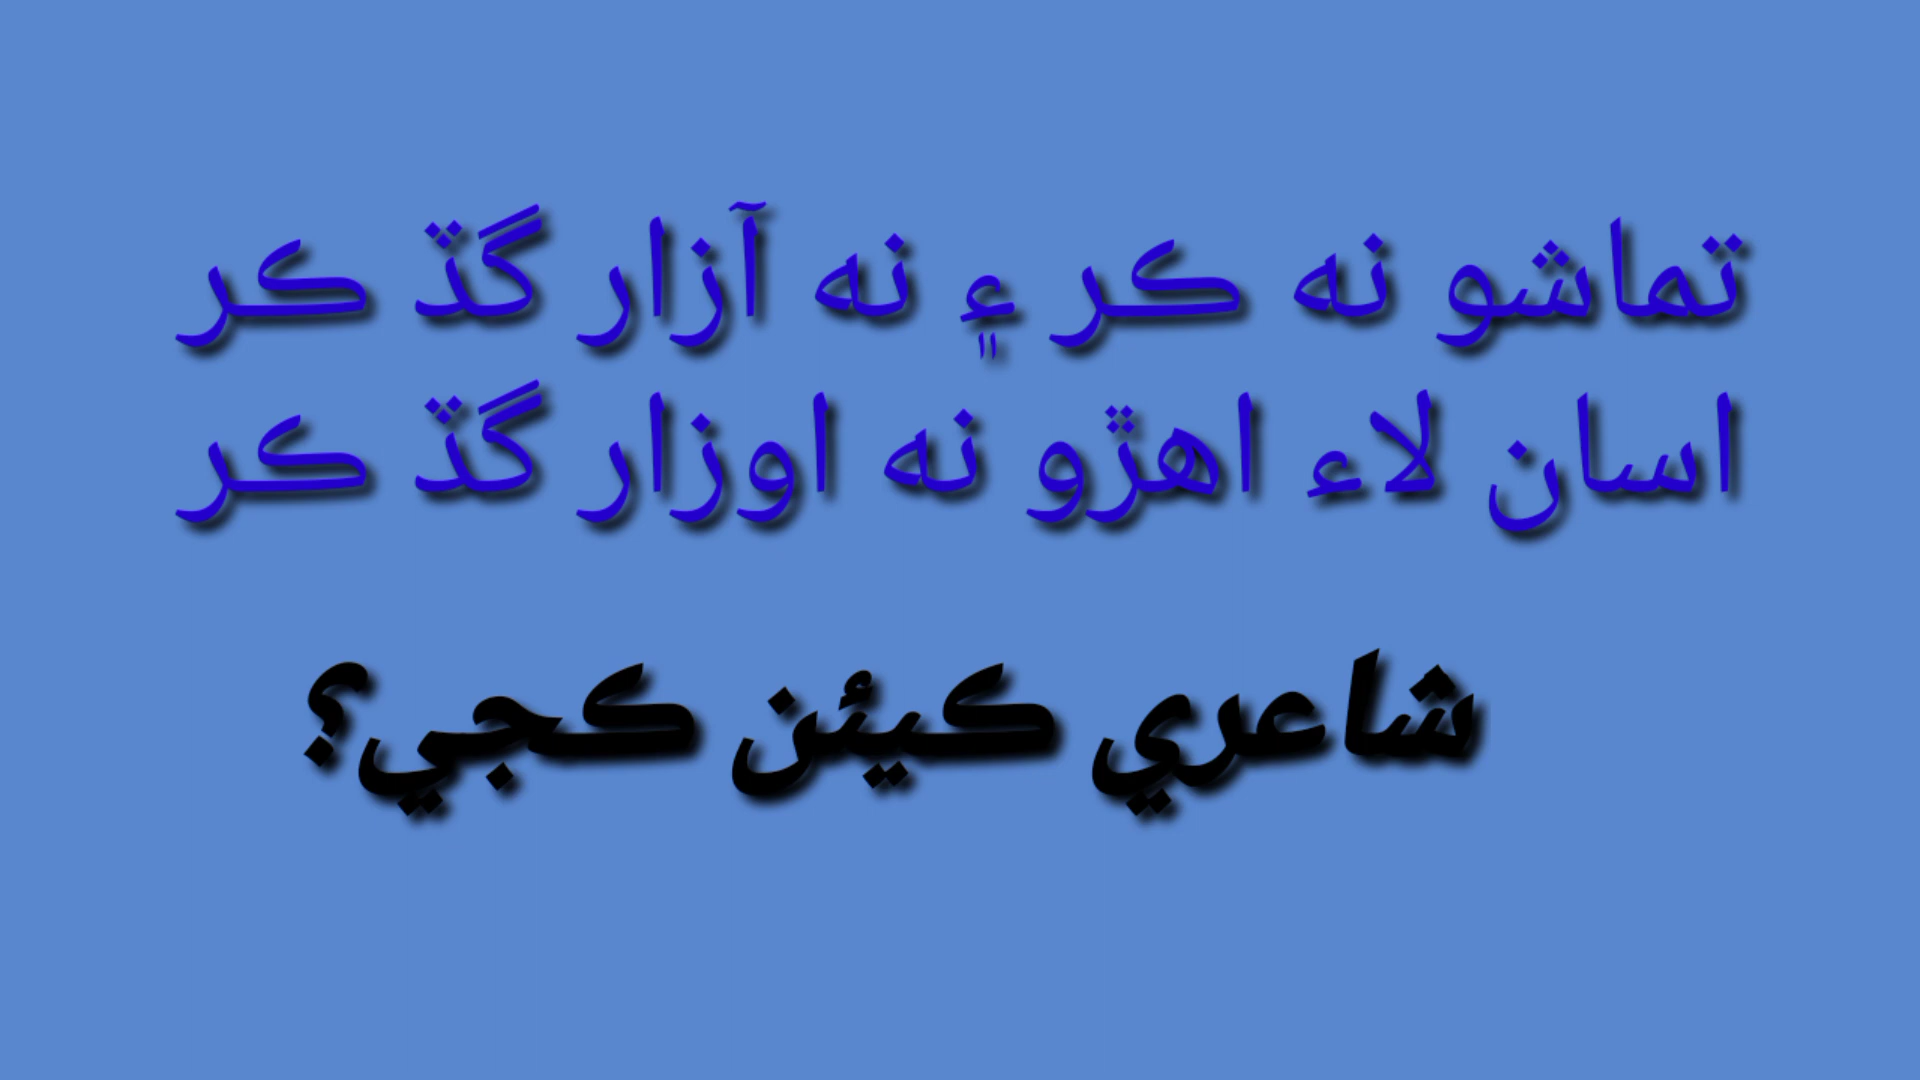 تماشو نه ڪر ۽ نه آزار گڏ ڪر
اسان لاءِ اهڙو نه اوزار گڏ ڪر
شاعري ڪيئن ڪجي؟